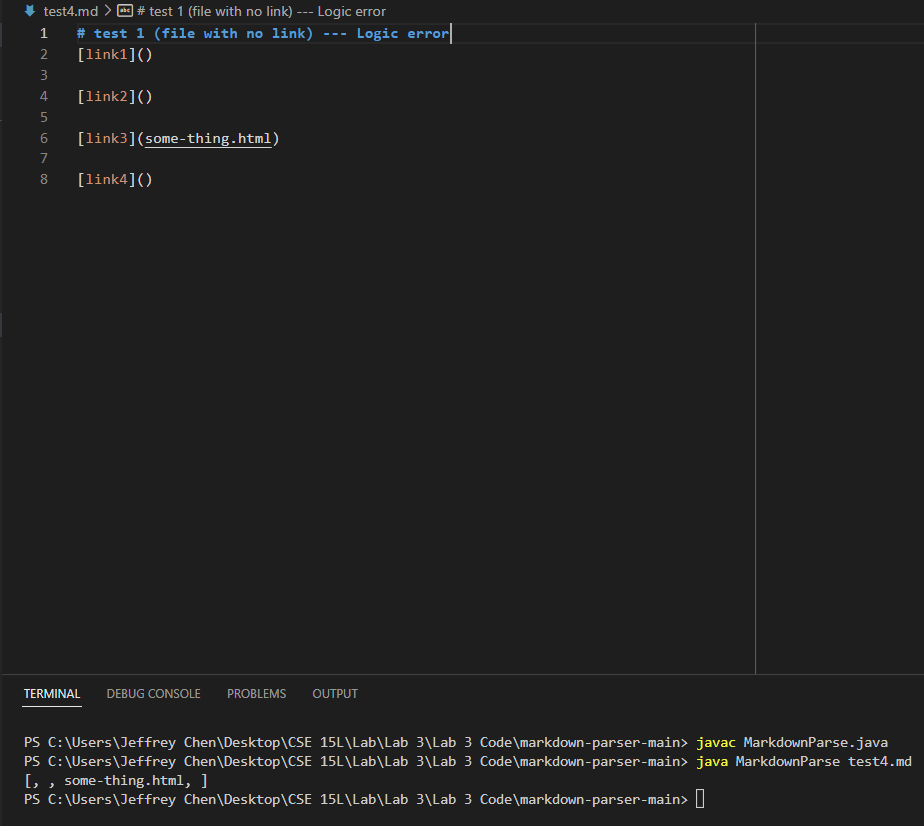 test4.md > # test 1 (file with no link) --- Logic error
1 # test 1 (file with no link) --- Logic error
2 [link1]()
3
4 [link2]()
5
6 [link3](some-thing.html)
7
8 [link4]()
TERMINAL DEBUG CONSOLE PROBLEMS OUTPUT
PS C:\Users\Jeffrey Chen\Desktop\CSE 15L\Lab\Lab 3\Lab 3 Code\markdown-parser-main> javac MarkdownParse.java
PS C:\Users\Jeffrey Chen\Desktop\CSE 15L\Lab\Lab 3\Lab 3 Code\markdown-parser-main> java MarkdownParse test4.md
[, , some-thing.html, ]
PS C:\Users\Jeffrey Chen\Desktop\CSE 15L\Lab\Lab 3\Lab 3 Code\markdown-parser-main>